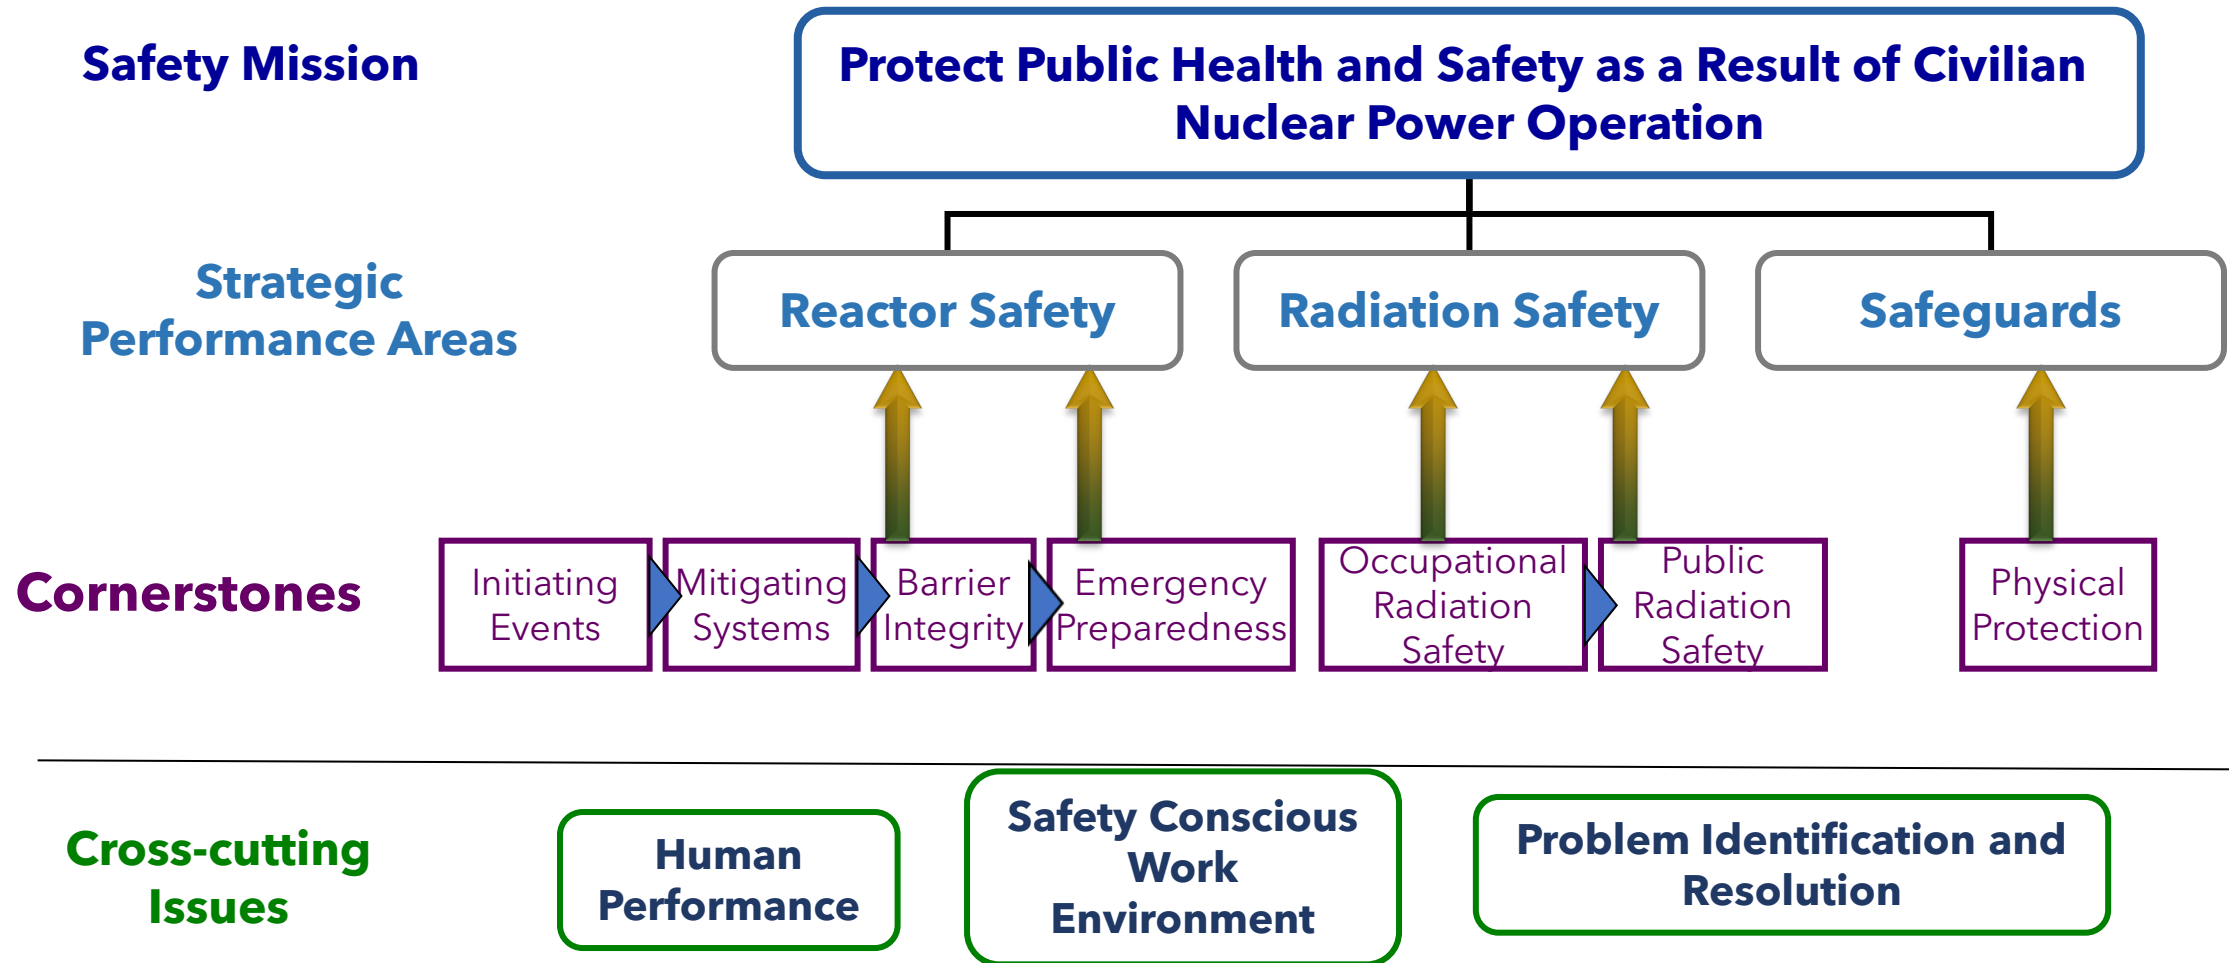 Safety Mission
Protect Public Health and Safety as a Result of Civilian
Nuclear Power Operation
Strategic
Performance Areas
Reactor Safety
Radiation Safety
Safeguards
Cornerstones
Initiating
Events
Mitigating
Systems
Barrier
Integrity
Emergency
Preparedness
Occupational
Radiation
Safety
Public
Radiation
Safety
Physical
Protection
Cross-cutting
Issues
Human
Performance
Safety Conscious
Work
Environment
Problem Identification and
Resolution